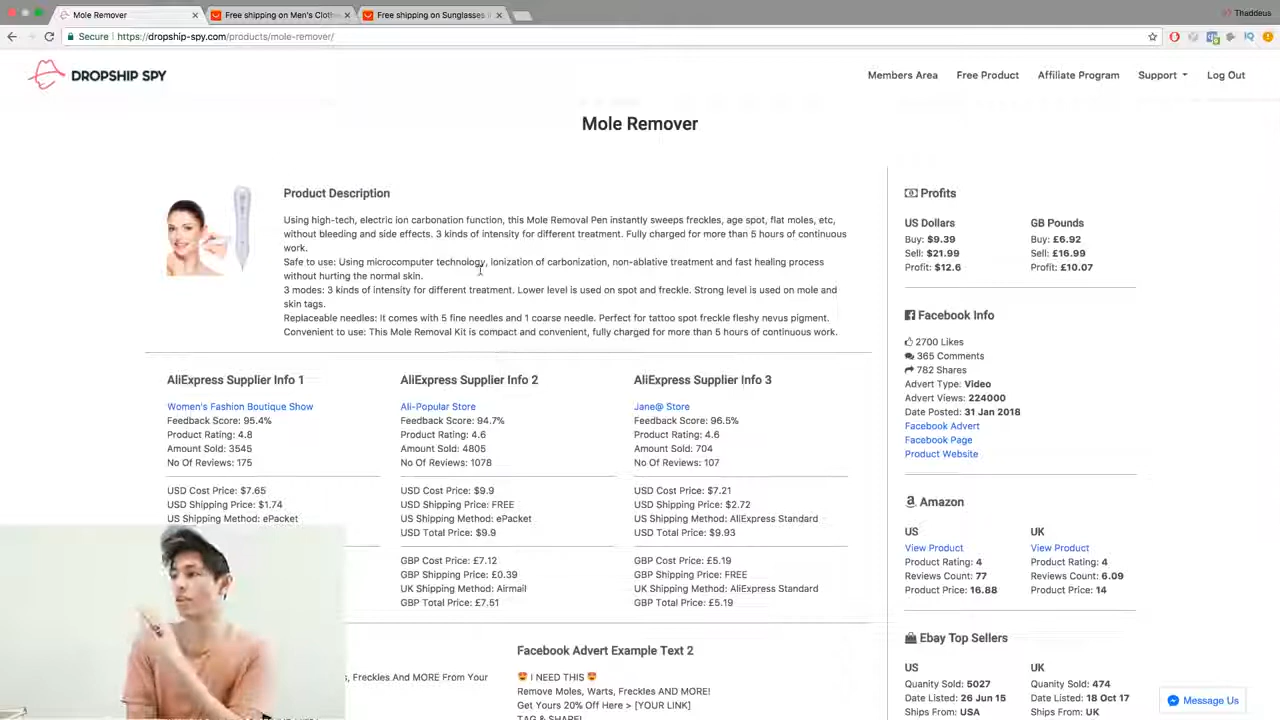 Mole Remover
Free shipping on Men's Clothe
Free shipping on Sunglasses i
Thaddeus
Secure
https://dropship-spy.com/products/mole-remover/
DROPSHIP SPY
Members Area
Free Product
Affiliate Program
Support
Log Out
Mole Remover
Product Description
Using high-tech, electric ion carbonation function, this Mole Removal Pen instantly sweeps freckles, age spot, flat moles, etc,
without bleeding and side effects. 3 kinds of intensity for different treatment. Fully charged for more than 5 hours of continuous
work.
Safe to use: Using microcomputer technology, Ionization of carbonization, non-ablative treatment and fast healing process
without hurting the normal skin.
3 modes: 3 kinds of intensity for different treatment. Lower level is used on spot and freckle. Strong level is used on mole and
skin tags.
Replaceable needles: It comes with 5 fine needles and 1 coarse needle. Perfect for tattoo spot freckle fleshy nevus pigment.
Convenient to use: This Mole Removal Kit is compact and convenient, fully charged for more than 5 hours of continuous work.
AliExpress Supplier Info 1
Women's Fashion Boutique Show
Feedback Score: 95.4%
Product Rating: 4.8
Amount Sold: 3545
No Of Reviews: 175
USD Cost Price: $7.65
USD Shipping Price: $1.74
US Shipping Method: ePacket
AliExpress Supplier Info 2
Ali-Popular Store
Feedback Score: 94.7%
Product Rating: 4.6
Amount Sold: 4805
No Of Reviews: 1078
USD Cost Price: $9.9
USD Shipping Price: FREE
US Shipping Method: ePacket
USD Total Price: $9.9
GBP Cost Price: £7.12
GBP Shipping Price: £0.39
UK Shipping Method: Airmail
GBP Total Price: £7.51
AliExpress Supplier Info 3
Jane@ Store
Feedback Score: 96.5%
Product Rating: 4.6
Amount Sold: 704
No Of Reviews: 107
USD Cost Price: $7.21
USD Shipping Price: $2.72
US Shipping Method: AliExpress Standard
USD Total Price: $9.93
GBP Cost Price: £5.19
GBP Shipping Price: FREE
UK Shipping Method: AliExpress Standard
GBP Total Price: £5.19
s, Freckles And MORE From Your
Facebook Advert Example Text 2
😍 I NEED THIS 😍
Remove Moles, Warts, Freckles AND MORE!
Get Yours 20% Off Here > [YOUR LINK]
TAG & SHARE!
Profits
US Dollars
Buy: $9.39
Sell: $21.99
Profit: $12.6
GB Pounds
Buy: £6.92
Sell: £16.99
Profit: £10.07
Facebook Info
2700 Likes
365 Comments
782 Shares
Advert Type: Video
Advert Views: 224000
Date Posted: 31 Jan 2018
Facebook Advert
Facebook Page
Product Website
Amazon
US
View Product
Product Rating: 4
Reviews Count: 77
Product Price: 16.88
UK
View Product
Product Rating: 4
Reviews Count: 6.09
Product Price: 14
Ebay Top Sellers
US
Quanity Sold: 5027
Date Listed: 26 Jun 15
Ships From: USA
UK
Quanity Sold: 474
Date Listed: 18 Oct 17
Ships From: UK
Message Us